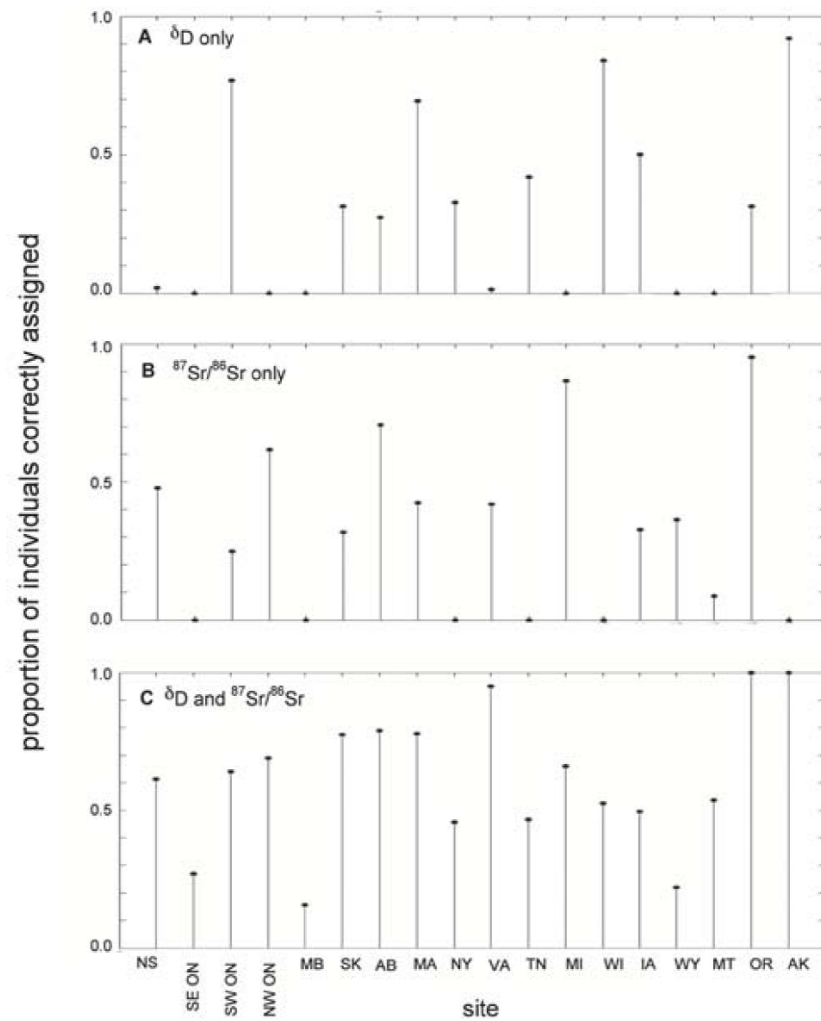 proportion of individuals correctly assigned
1.0
A δD only
0.5
0.0
1.0
B ⁸⁷Sr/⁸⁶Sr only
0.5
0.0
1.0
C δD and ⁸⁷Sr/⁸⁶Sr
0.5
0.0
NS SE ON SW ON NW ON MB SK AB MA NY VA TN MI WI IA WY MT OR AK
site